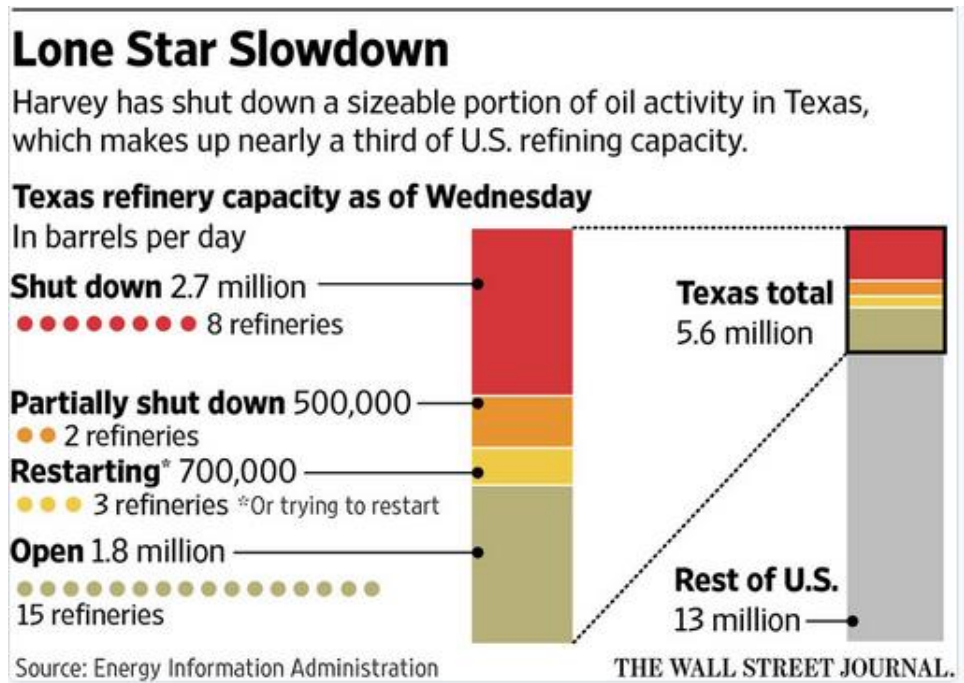 Lone Star Slowdown
Harvey has shut down a sizeable portion of oil activity in Texas,
which makes up nearly a third of U.S. refining capacity.
Texas refinery capacity as of Wednesday
In barrels per day
Shut down 2.7 million
8 refineries
Partially shut down 500,000
2 refineries
Restarting* 700,000
3 refineries *Or trying to restart
Open 1.8 million
15 refineries
Texas total
5.6 million
Rest of U.S.
13 million
Source: Energy Information Administration
THE WALL STREET JOURNAL.